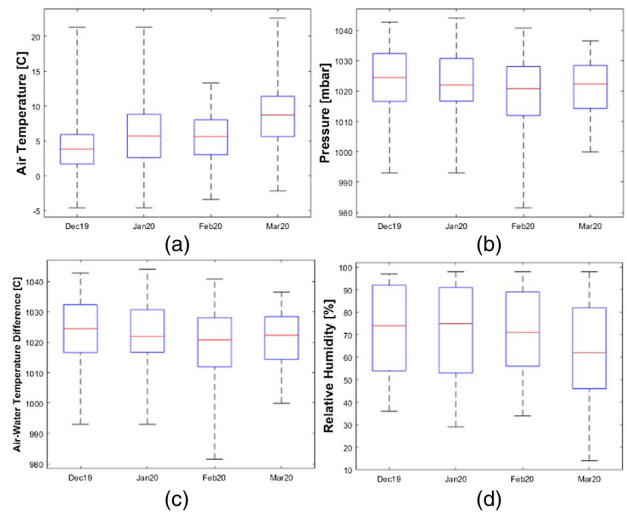 Air Temperature [C]
20
15
10
5
0
-5
Dec19 Jan20 Feb20 Mar20
(a)
Pressure [mbar]
1040
1030
1020
1010
1000
990
980
Dec19 Jan20 Feb20 Mar20
(b)
Air-Water Temperature Difference [C]
1040
1030
1020
1010
1000
990
980
Dec19 Jan20 Feb20 Mar20
(c)
Relative Humidity [%]
100
90
80
70
60
50
40
30
20
10
Dec19 Jan20 Feb20 Mar20
(d)